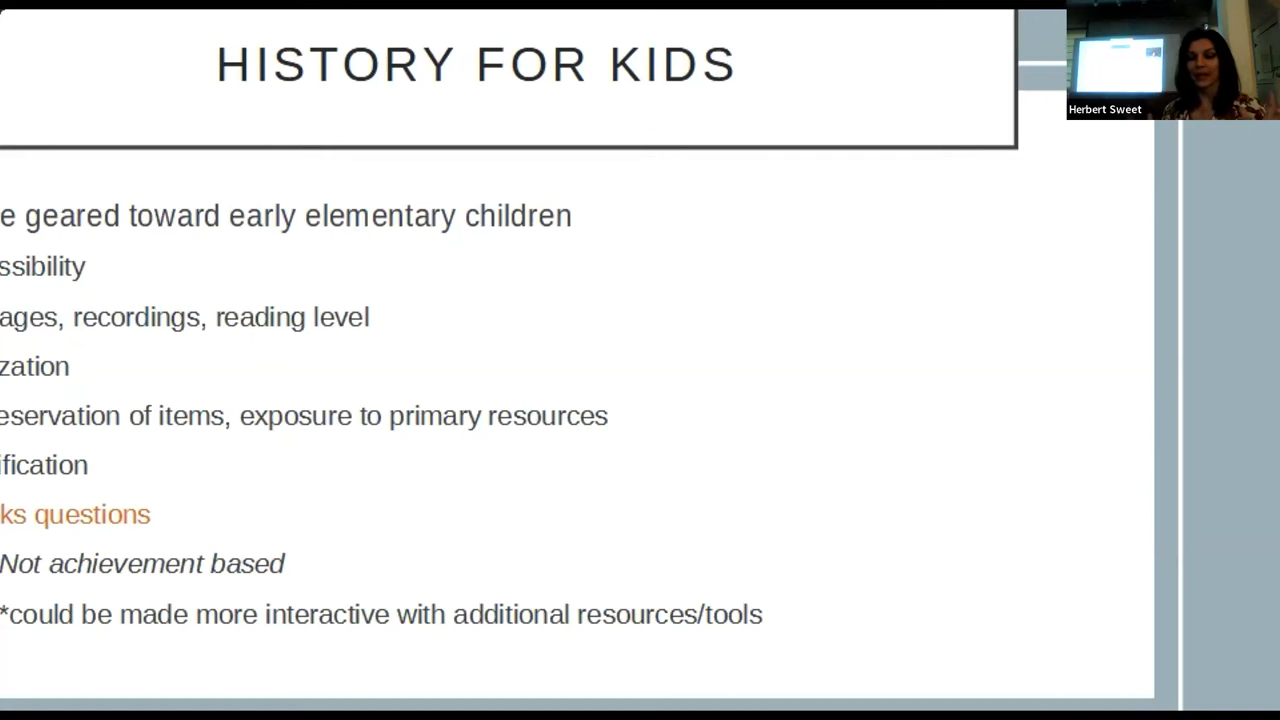 HISTORY FOR KIDS
Herbert Sweet
e geared toward early elementary children
ssibility
ages, recordings, reading level
zation
eservation of items, exposure to primary resources
ification
ks questions
Not achievement based
*could be made more interactive with additional resources/tools